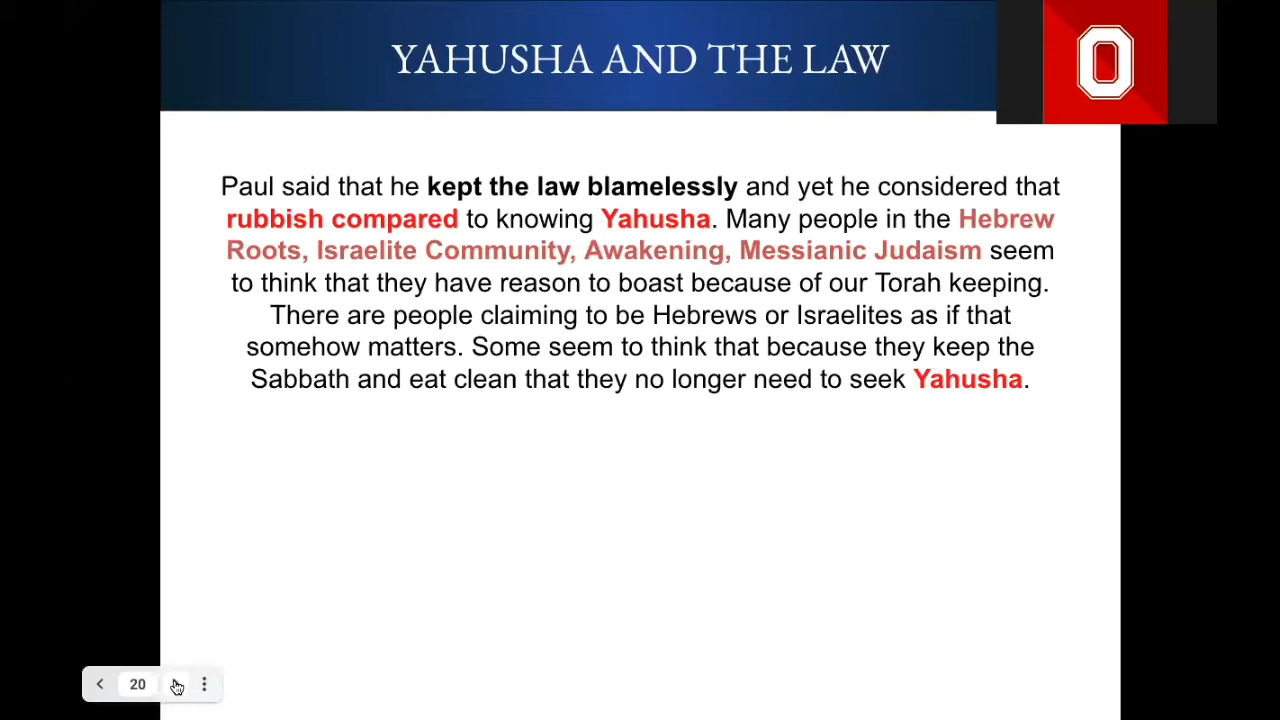 YAHUSHA AND THE LAW
O
Paul said that he kept the law blamelessly and yet he considered that
rubbish compared to knowing Yahusha. Many people in the Hebrew
Roots, Israelite Community, Awakening, Messianic Judaism seem
to think that they have reason to boast because of our Torah keeping.
There are people claiming to be Hebrews or Israelites as if that
somehow matters. Some seem to think that because they keep the
Sabbath and eat clean that they no longer need to seek Yahusha.
20